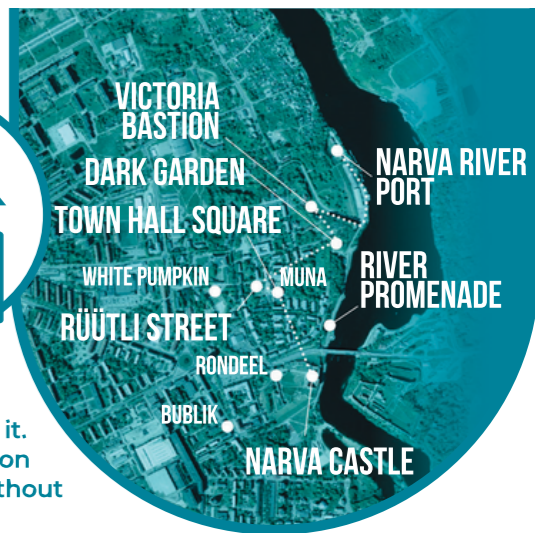 VICTORIA
BASTION
DARK GARDEN
NARVA RIVER
PORT
TOWN HALL SQUARE
WHITE PUMPKIN
MUNA
RIVER
PROMENADE
RÜÜTLI STREET
RONDEEL
BUBLIK
NARVA CASTLE
it.
on
thout